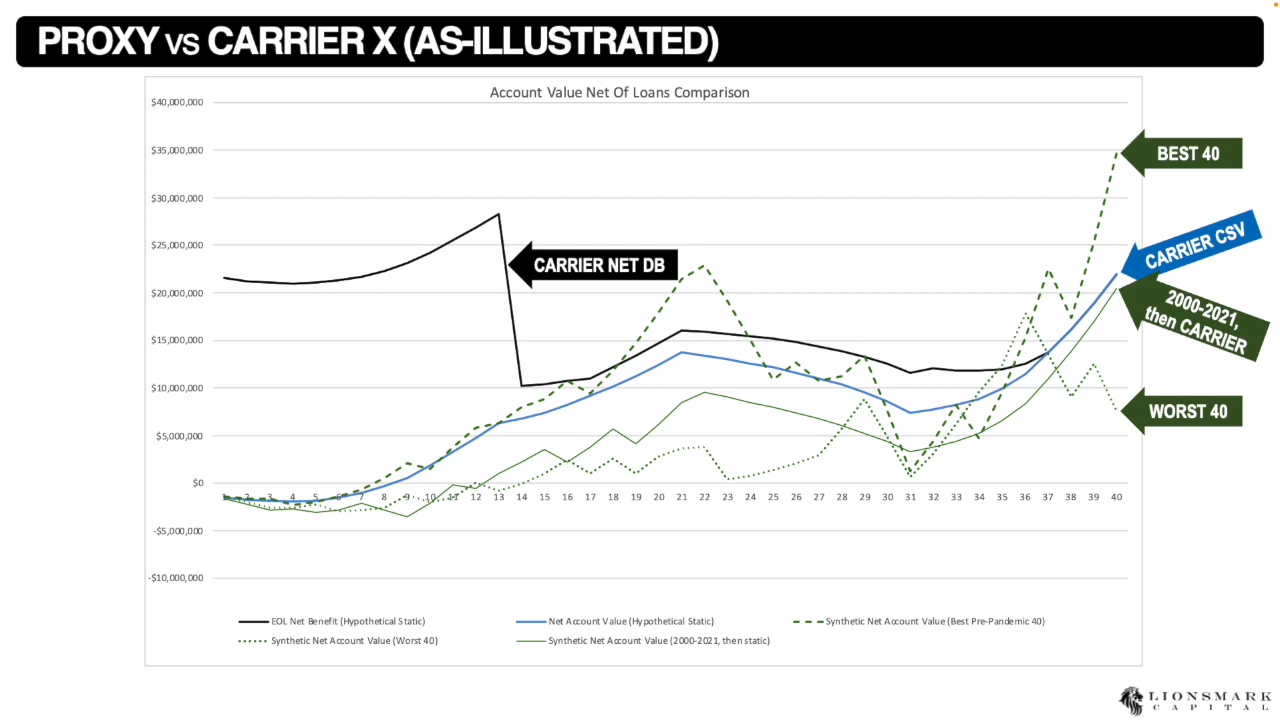 PROXY VS CARRIER X (AS-ILLUSTRATED)
Account Value Net Of Loans Comparison
$40,000,000
$35,000,000
$30,000,000
$25,000,000
$20,000,000
$15,000,000
$10,000,000
$5,000,000
$0
-$5,000,000
-$10,000,000
1 2 3 4 5 6 7 8 9 10 11 12 13 14 15 16 17 18 19 20 21 22 23 24 25 26 27 28 29 30 31 32 33 34 35 36 37 38 39 40
CARRIER NET DB
BEST 40
CARRIER CSV
2000-2021,
then CARRIER
WORST 40
EOL Net Benefit (Hypothetical Static)
Net Account Value (Hypothetical Static)
Synthetic Net Account Value (Best Pre-Pandemic 40)
Synthetic Net Account Value (Worst 40)
Synthetic Net Account Value (2000-2021, then static)
LIONSMARK
CAPITAL